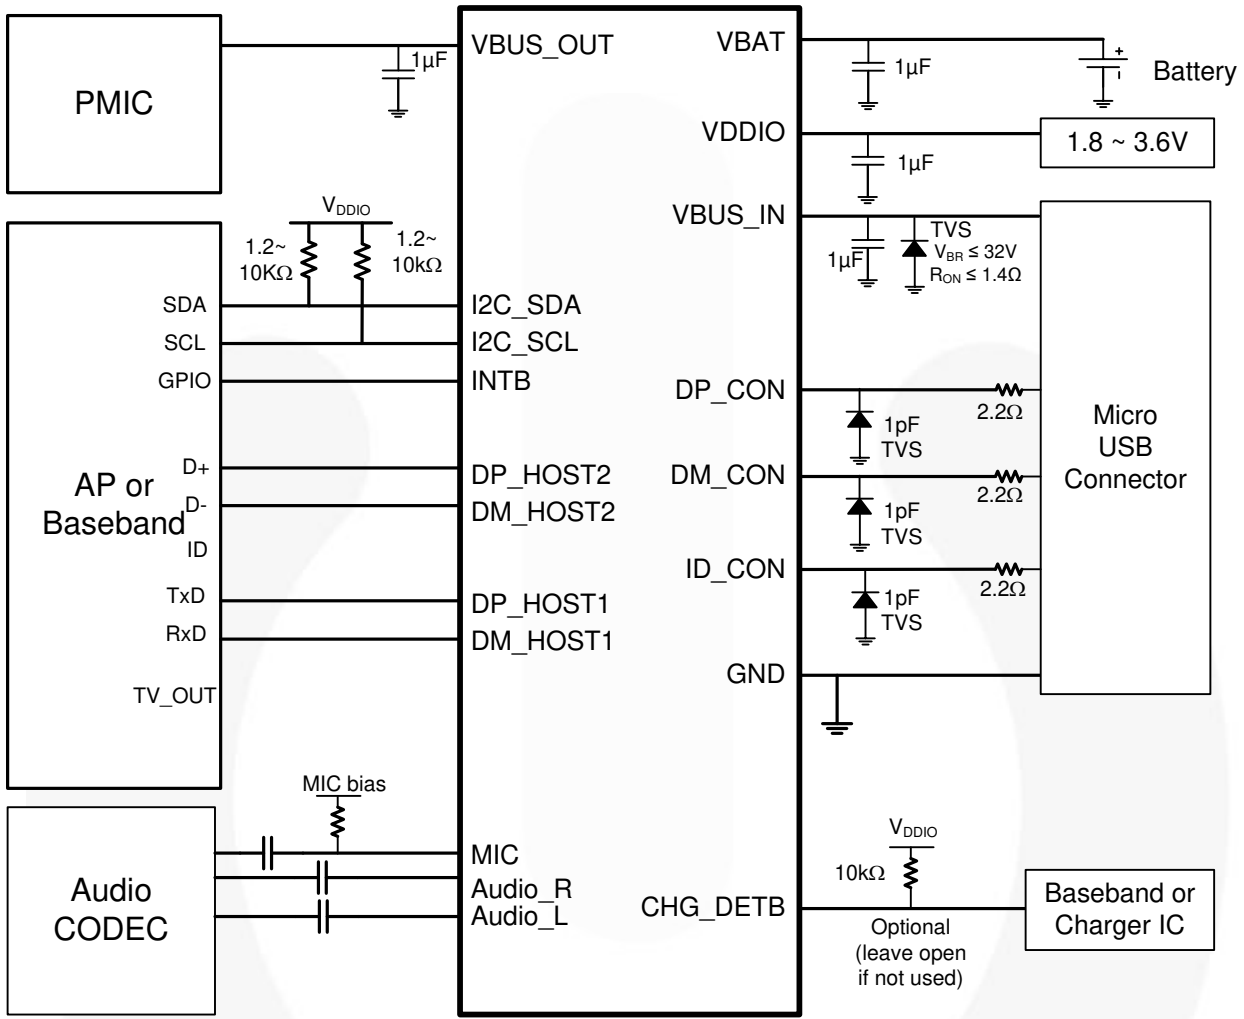 PMIC
1µF
VBUS_OUT
VBAT
1µF
+
-
Battery
VDDIO
1µF
1.8 ~ 3.6V
VBUS_IN
1µF
TVS
VBR ≤ 32V
RON ≤ 1.4Ω
VDDIO
1.2~
10KΩ
1.2~
10kΩ
AP or
Baseband
SDA
SCL
GPIO
D+
D-
ID
TxD
RxD
TV_OUT
I2C_SDA
I2C_SCL
INTB
DP_HOST2
DM_HOST2
DP_HOST1
DM_HOST1
DP_CON
1pF
TVS
2.2Ω
DM_CON
1pF
TVS
2.2Ω
ID_CON
1pF
TVS
2.2Ω
GND
Micro
USB
Connector
MIC bias
Audio
CODEC
MIC
Audio_R
Audio_L
CHG_DETB
VDDIO
10kΩ
Optional
(leave open
if not used)
Baseband or
Charger IC